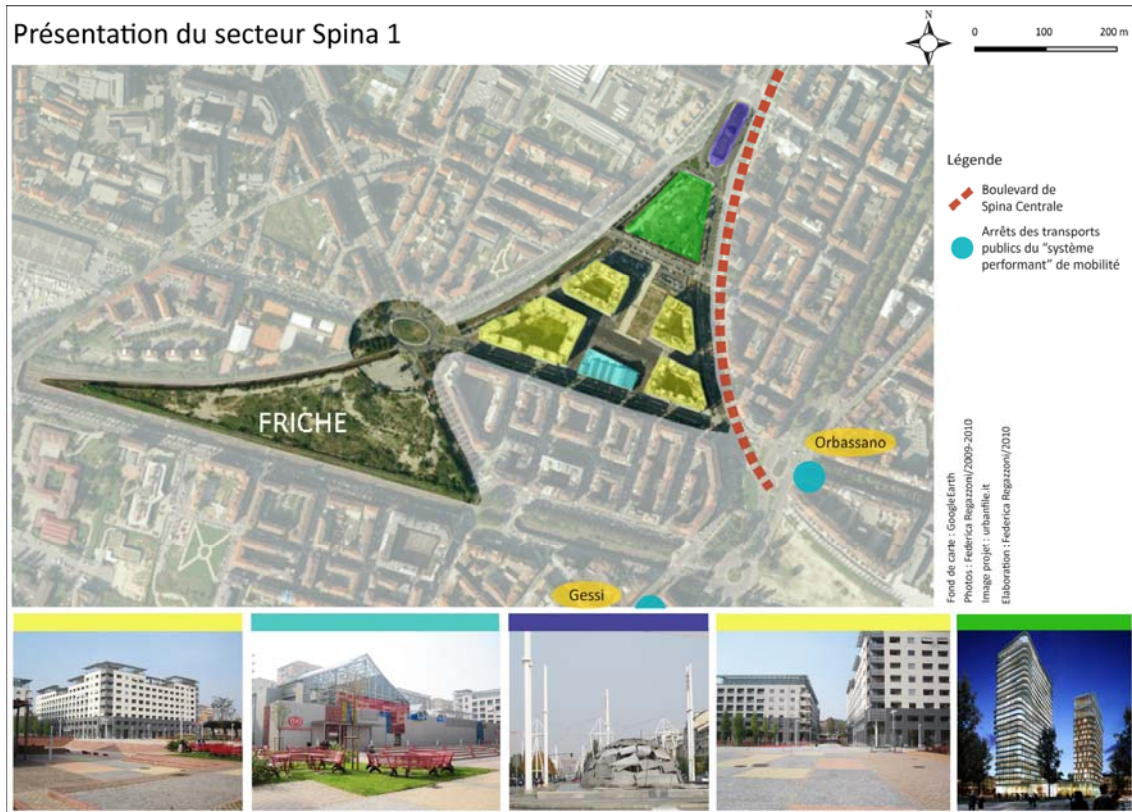 Présentation du secteur Spina 1
N
0 100 200 m
Légende
Boulevard de
Spina Centrale
Arrêts des transports
publics du "système
performant" de mobilité
FRICHE
Orbassano
Gessi
Fond de carte : GoogleEarth
Photos : Federica Regazzoni/2009-2010
Image projet : urbanfile.it
Elaboration : Federica Regazzoni/2010